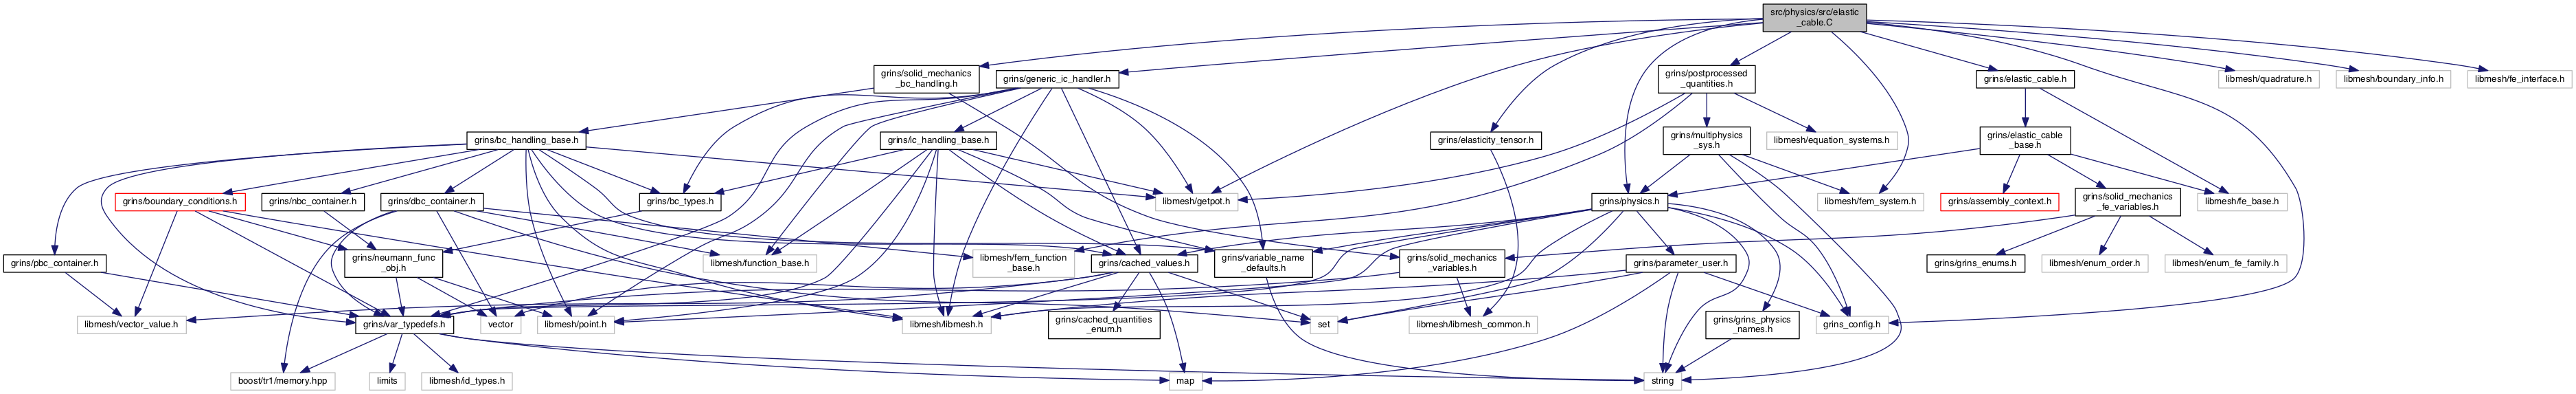 src/physics/src/elastic
_cable.C
grins/solid_mechanics
_bc_handling.h
grins/generic_ic_handler.h
grins/postprocessed
_quantities.h
grins/elastic_cable.h
libmesh/quadrature.h
libmesh/boundary_info.h
libmesh/fe_interface.h
grins/bc_handling_base.h
grins/ic_handling_base.h
grins/elasticity_tensor.h
grins/multiphysics
_sys.h
libmesh/equation_systems.h
grins/elastic_cable
_base.h
grins/boundary_conditions.h
grins/nbc_container.h
grins/dbc_container.h
grins/bc_types.h
libmesh/getpot.h
grins/physics.h
libmesh/fem_system.h
grins/assembly_context.h
grins/solid_mechanics
_fe_variables.h
libmesh/fe_base.h
grins/pbc_container.h
grins/neumann_func
_obj.h
libmesh/function_base.h
libmesh/fem_function
_base.h
grins/cached_values.h
grins/variable_name
_defaults.h
grins/solid_mechanics
_variables.h
grins/parameter_user.h
grins/grins_enums.h
libmesh/enum_order.h
libmesh/enum_fe_family.h
libmesh/vector_value.h
grins/var_typedefs.h
vector
libmesh/point.h
libmesh/libmesh.h
grins/cached_quantities
_enum.h
set
libmesh/libmesh_common.h
grins/grins_physics
_names.h
grins_config.h
boost/tr1/memory.hpp
limits
libmesh/id_types.h
map
string